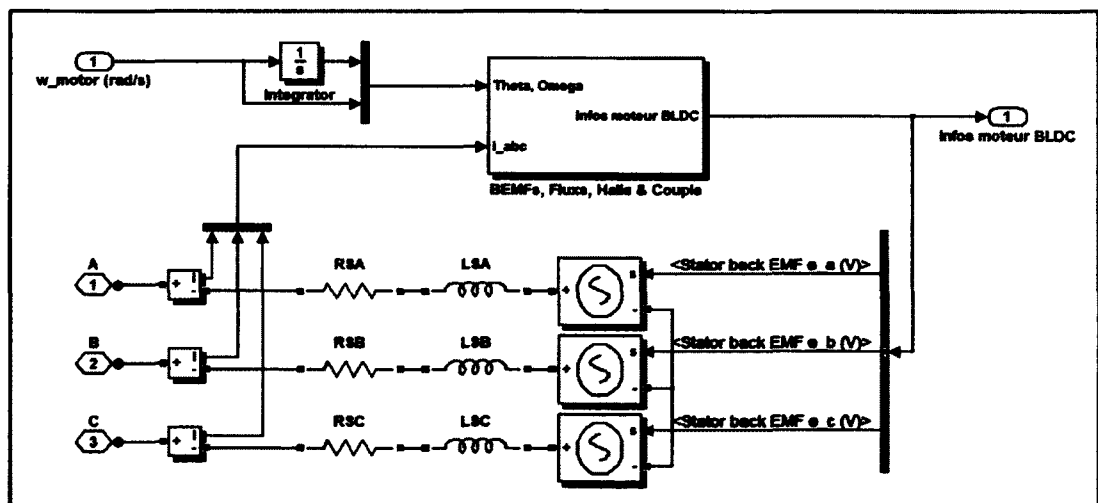 1
w_motor (rad/s)
1
s
Integrator
Theta, Omega
i_abc
Infos moteur BLDC
BEMFs, Fluxs, Halls & Couple
1
Infos moteur BLDC
A
1
+
i
-
RSA
LSA
+
s
-
<Stator back EMF e_a (V)>
B
2
+
i
-
RSB
LSB
+
s
-
<Stator back EMF e_b (V)>
C
3
+
i
-
RSC
LSC
+
s
-
<Stator back EMF e_c (V)>